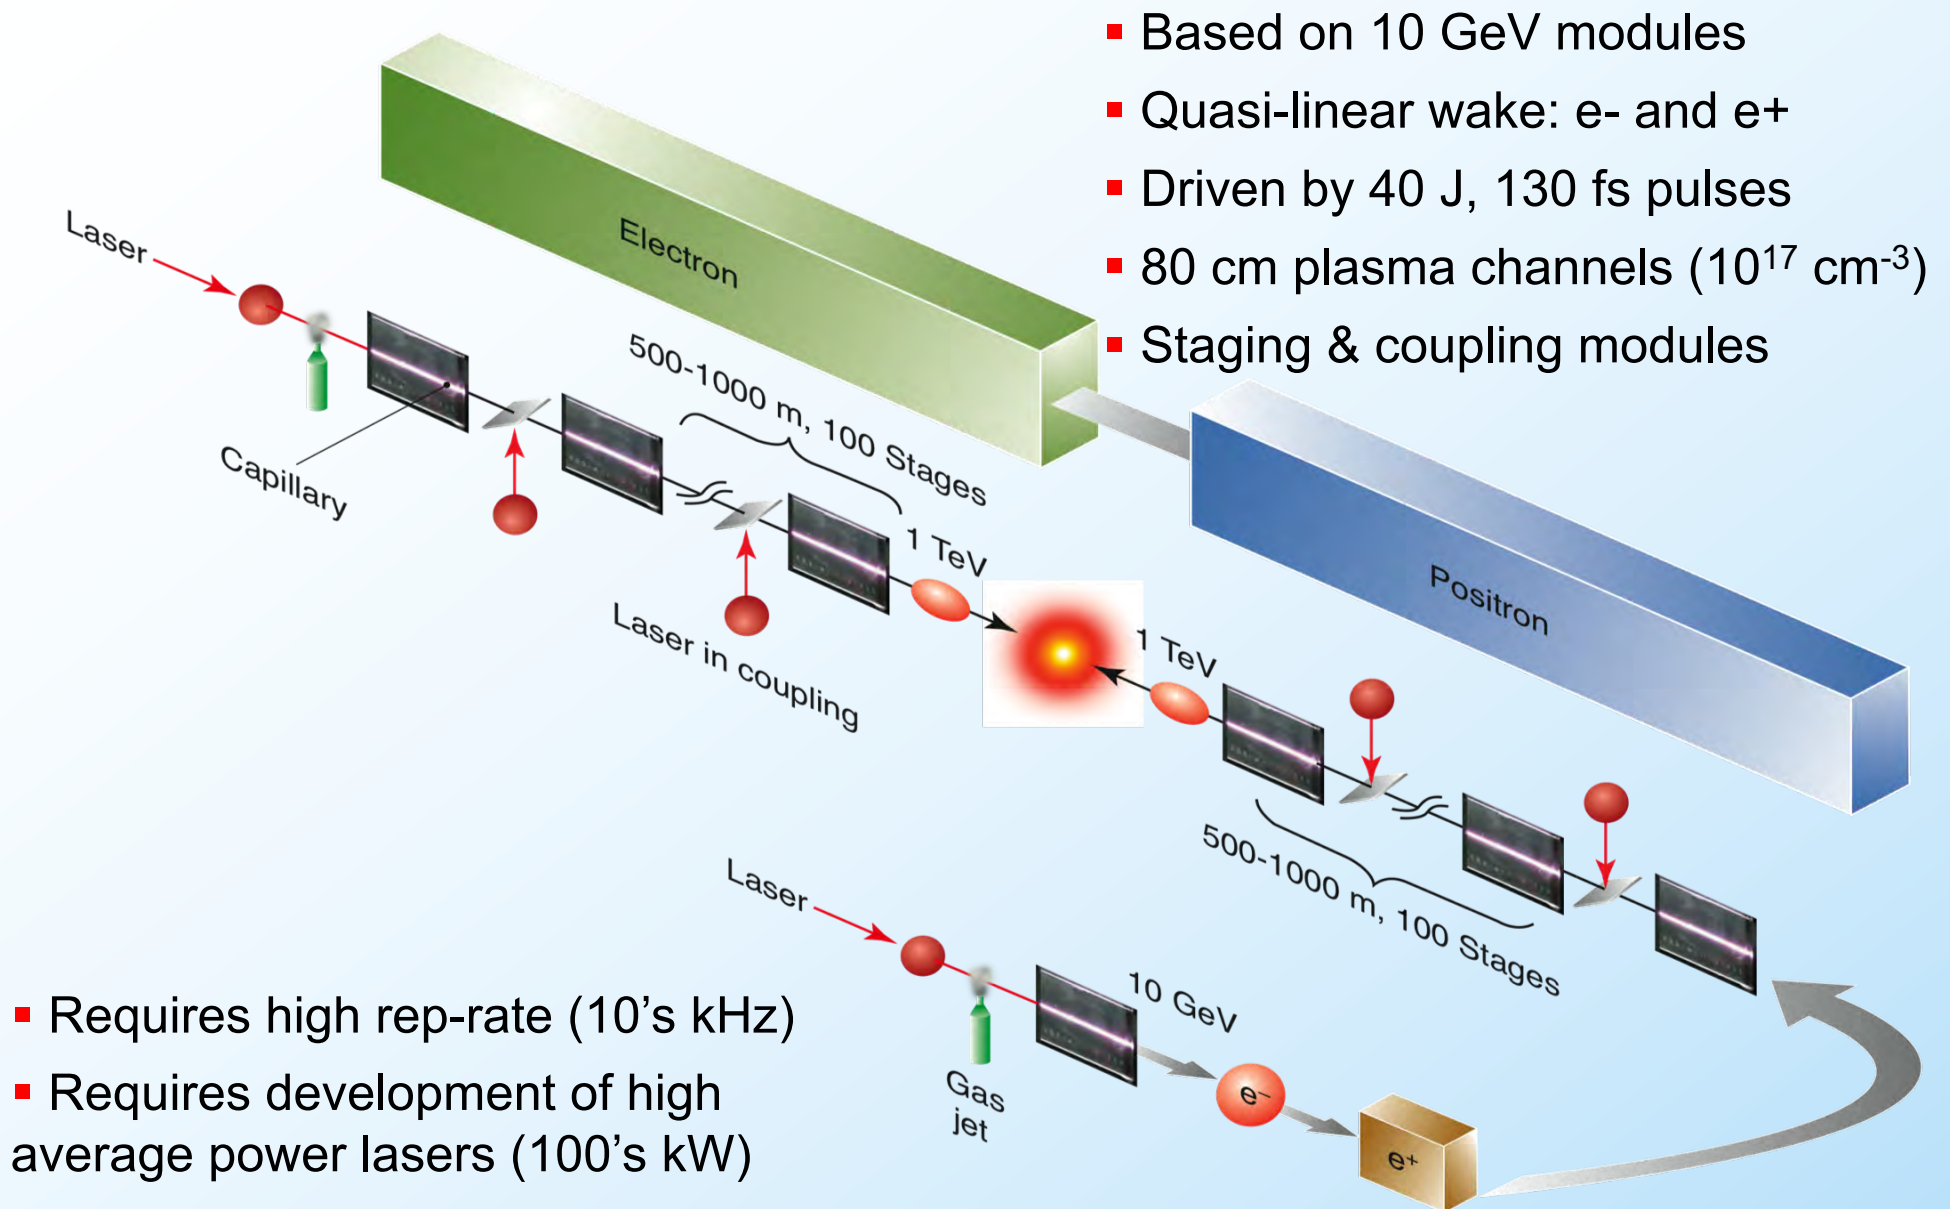 ▪ Based on 10 GeV modules
▪ Quasi-linear wake: e- and e+
▪ Driven by 40 J, 130 fs pulses
▪ 80 cm plasma channels (10¹⁷ cm⁻³)
▪ Staging & coupling modules
Electron
Laser
500-1000 m, 100 Stages
Capillary
1 TeV
Laser in coupling
Positron
1 TeV
500-1000 m, 100 Stages
Laser
10 GeV
Gas
jet
e⁻
e⁺
▪ Requires high rep-rate (10’s kHz)
▪ Requires development of high
average power lasers (100’s kW)